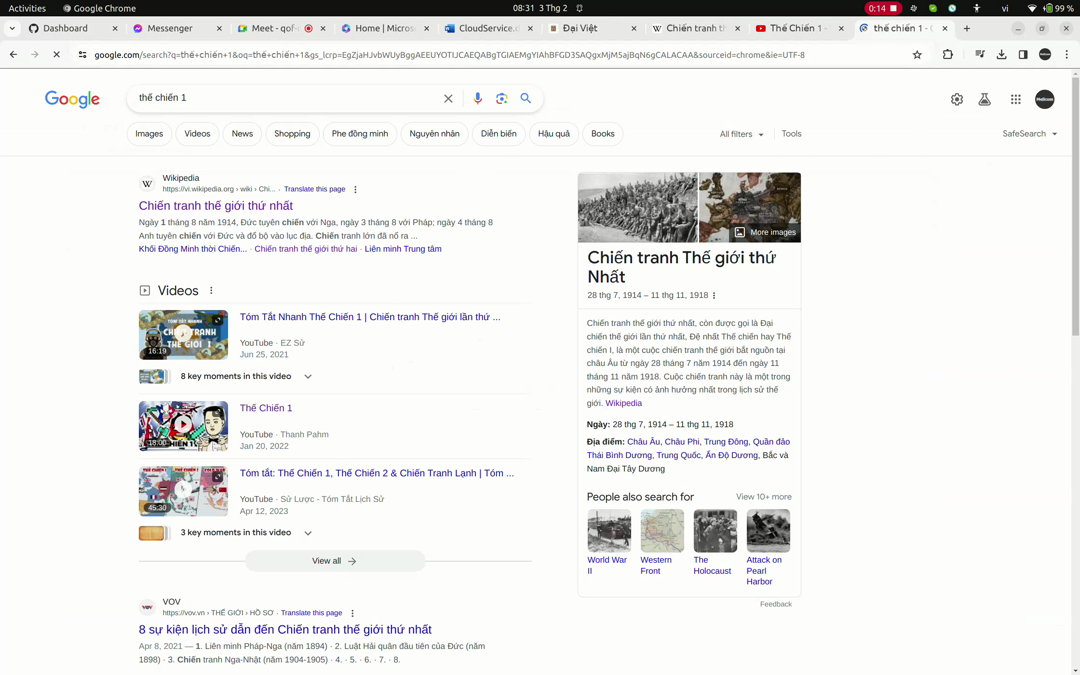 Activities
Google Chrome
08:31 3 Thg 2
0:14
vi
99 %
Dashboard
Messenger
Meet - qof-
Home | Micros
CloudService.
Đại Việt
Chiến tranh th
Thế Chiến 1 -
thế chiến 1 - G
google.com/search?q=thế+chiến+1&oq=thế+chiến+1&gs_lcrp=EgZjaHJvbWUyBggAEEUYOTIJCAEQABgTGIAEMgYIAhBFGD3SAQgxMjM5ajBqN6gCALACAA&sourceid=chrome&ie=UTF-8
Google
thế chiến 1
Images
Videos
News
Shopping
Phe đồng minh
Nguyên nhân
Diễn biến
Hậu quả
Books
All filters
Tools
SafeSearch
W
Wikipedia
https://vi.wikipedia.org › wiki › Chi... · Translate this page
Chiến tranh thế giới thứ nhất
Ngày 1 tháng 8 năm 1914, Đức tuyên chiến với Nga, ngày 3 tháng 8 với Pháp; ngày 4 tháng 8
Anh tuyên chiến với Đức và đổ bộ vào lục địa. Chiến tranh lớn đã nổ ra ...
Khối Đồng Minh thời Chiến... · Chiến tranh thế giới thứ hai · Liên minh Trung tâm
Videos
TÓM TẮT NHANH
CHIẾN TRANH
THẾ GIỚI 1
16:19
Tóm Tắt Nhanh Thế Chiến 1 | Chiến tranh Thế giới lần thứ ...
YouTube · EZ Sử
Jun 25, 2021
8 key moments in this video
18:00
Thế Chiến 1
YouTube · Thanh Pahm
Jan 20, 2022
45:30
Tóm tắt: Thế Chiến 1, Thế Chiến 2 & Chiến Tranh Lạnh | Tóm ...
YouTube · Sử Lược - Tóm Tắt Lịch Sử
Apr 12, 2023
3 key moments in this video
View all
VOV
VOV
https://vov.vn › THẾ GIỚI › HỒ SƠ · Translate this page
8 sự kiện lịch sử dẫn đến Chiến tranh thế giới thứ nhất
Apr 8, 2021 — 1. Liên minh Pháp-Nga (năm 1894) · 2. Luật Hải quân đầu tiên của Đức (năm
1898) · 3. Chiến tranh Nga-Nhật (năm 1904-1905) · 4. · 5. · 6. · 7. · 8.
More images
Chiến tranh Thế giới thứ
Nhất
28 thg 7, 1914 – 11 thg 11, 1918
Chiến tranh thế giới thứ nhất, còn được gọi là Đại
chiến thế giới lần thứ nhất, Đệ nhất Thế chiến hay Thế
chiến I, là một cuộc chiến tranh thế giới bắt nguồn tại
châu Âu từ ngày 28 tháng 7 năm 1914 đến ngày 11
tháng 11 năm 1918. Cuộc chiến tranh này là một trong
những sự kiện có ảnh hưởng nhất trong lịch sử thế
giới. Wikipedia
Ngày: 28 thg 7, 1914 – 11 thg 11, 1918
Địa điểm: Châu Âu, Châu Phi, Trung Đông, Quần đảo
Thái Bình Dương, Trung Quốc, Ấn Độ Dương, Bắc và
Nam Đại Tây Dương
People also search for
View 10+ more
World War
II
Western
Front
The
Holocaust
Attack on
Pearl
Harbor
Feedback